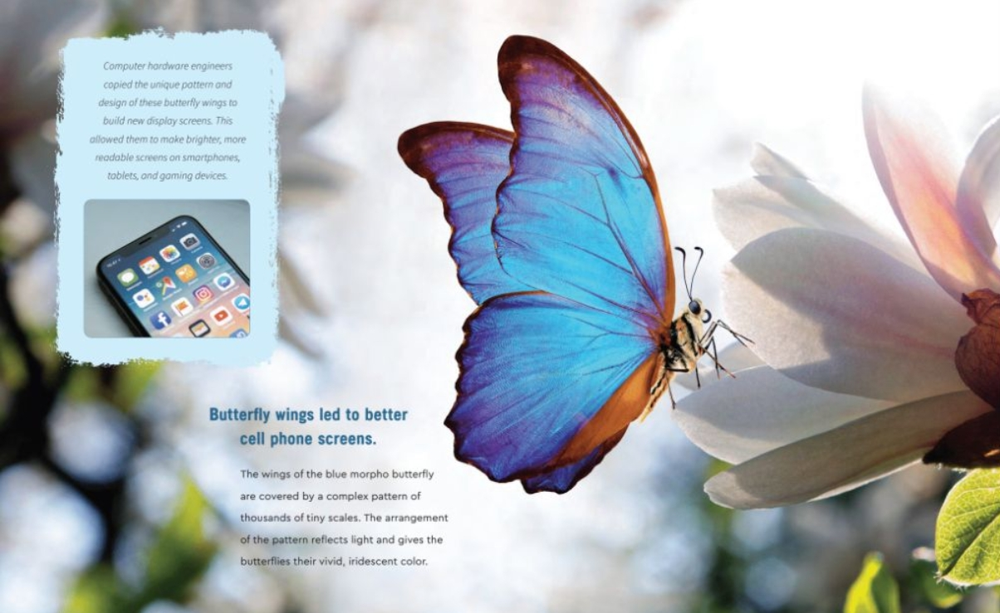 Computer hardware engineers
copied the unique pattern and
design of these butterfly wings to
build new display screens. This
allowed them to make brighter, more
readable screens on smartphones,
tablets, and gaming devices.
Butterfly wings led to better
cell phone screens.
The wings of the blue morpho butterfly
are covered by a complex pattern of
thousands of tiny scales. The arrangement
of the pattern reflects light and gives the
butterflies their vivid, iridescent color.